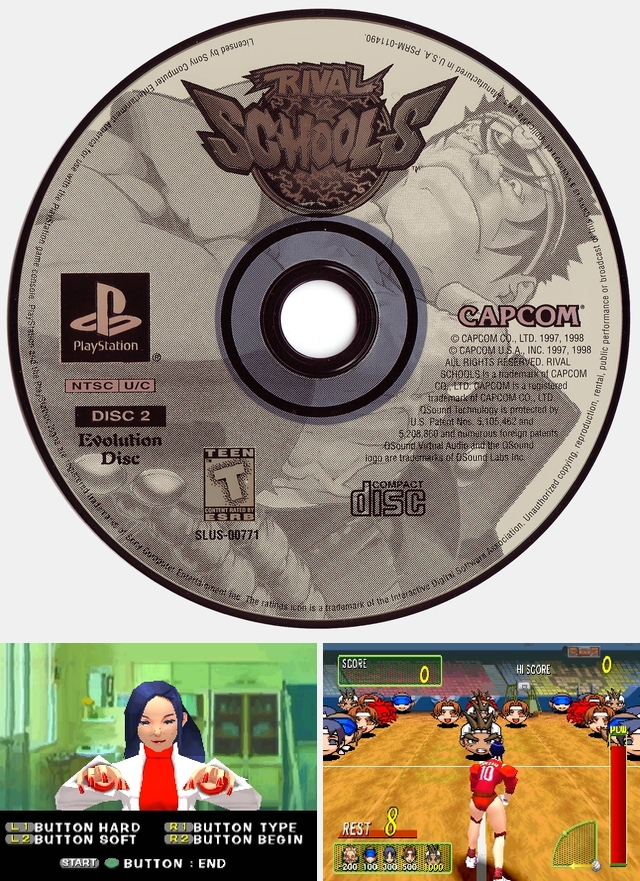 RIVAL
SCHOOLS
Licensed by Sony Computer Entertainment America for use with the PlayStation game console. PlayStation and the PlayStation logos are registered trademarks of Sony Computer Entertainment Inc. The ratings icon is a trademark of the Interactive Digital Software Association. Unauthorized copying, reproduction, rental, public performance or broadcast of this
Manufactured in U.S.A. PSRM-011490.
PlayStation
®
NTSC U/C
DISC 2
Evolution
Disc
TEEN
T
CONTENT RATED BY
ESRB
SLUS-00771
COMPACT
disc
CAPCOM®
© CAPCOM CO., LTD. 1997, 1998
© CAPCOM U.S.A., INC. 1997, 1998
ALL RIGHTS RESERVED. RIVAL
SCHOOLS is a trademark of CAPCOM
CO., LTD. CAPCOM is a registered
trademark of CAPCOM CO., LTD.
QSound Technology is protected by
U.S. Patent Nos. 5,105,462 and
5,208,860 and numerous foreign patents
QSound Virtual Audio and the QSound
logo are trademarks of QSound Labs Inc.
L1 BUTTON HARD
R1 BUTTON TYPE
L2 BUTTON SOFT
R2 BUTTON BEGIN
START BUTTON : END
SCORE 0
HI SCORE 0
POW
10
REST 8
-200 100 300 500 1000